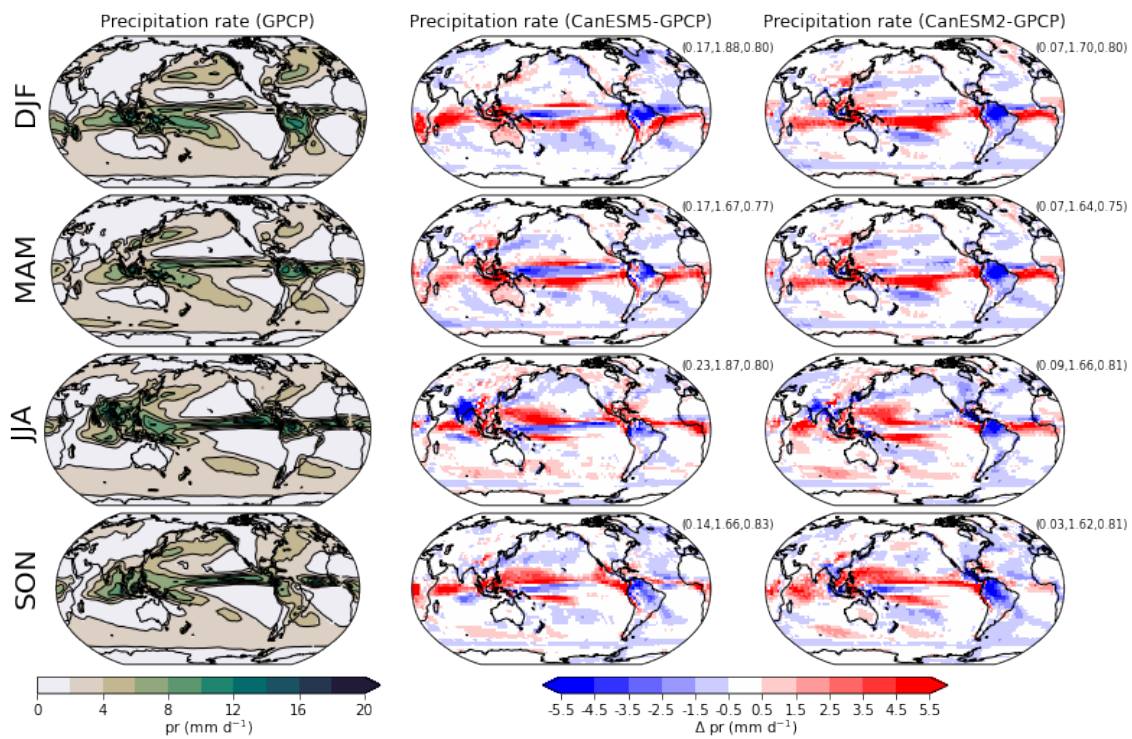 Precipitation rate (GPCP) Precipitation rate (CanESM5-GPCP) Precipitation rate (CanESM2-GPCP)
DJF (0.17,1.88,0.80) (0.07,1.70,0.80)
MAM (0.17,1.67,0.77) (0.07,1.64,0.75)
JJA (0.23,1.87,0.80) (0.09,1.66,0.81)
SON (0.14,1.66,0.83) (0.03,1.62,0.81)
0 4 8 12 16 20
pr (mm d⁻¹)
-5.5 -4.5 -3.5 -2.5 -1.5 -0.5 0.5 1.5 2.5 3.5 4.5 5.5
Δ pr (mm d⁻¹)